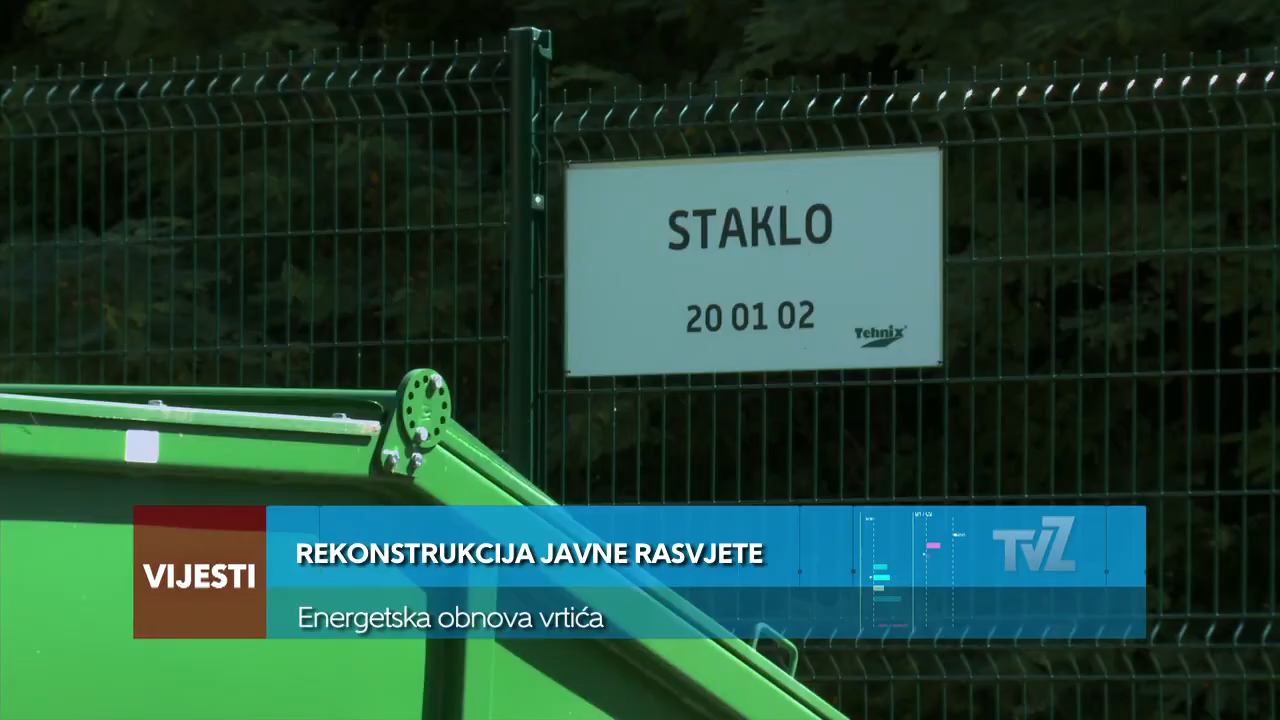 STAKLO
20 01 02
Tehnix
REKONSTRUKCIJA JAVNE RASVJETE
TVZ
VIJESTI
Energetska obnova vrtića